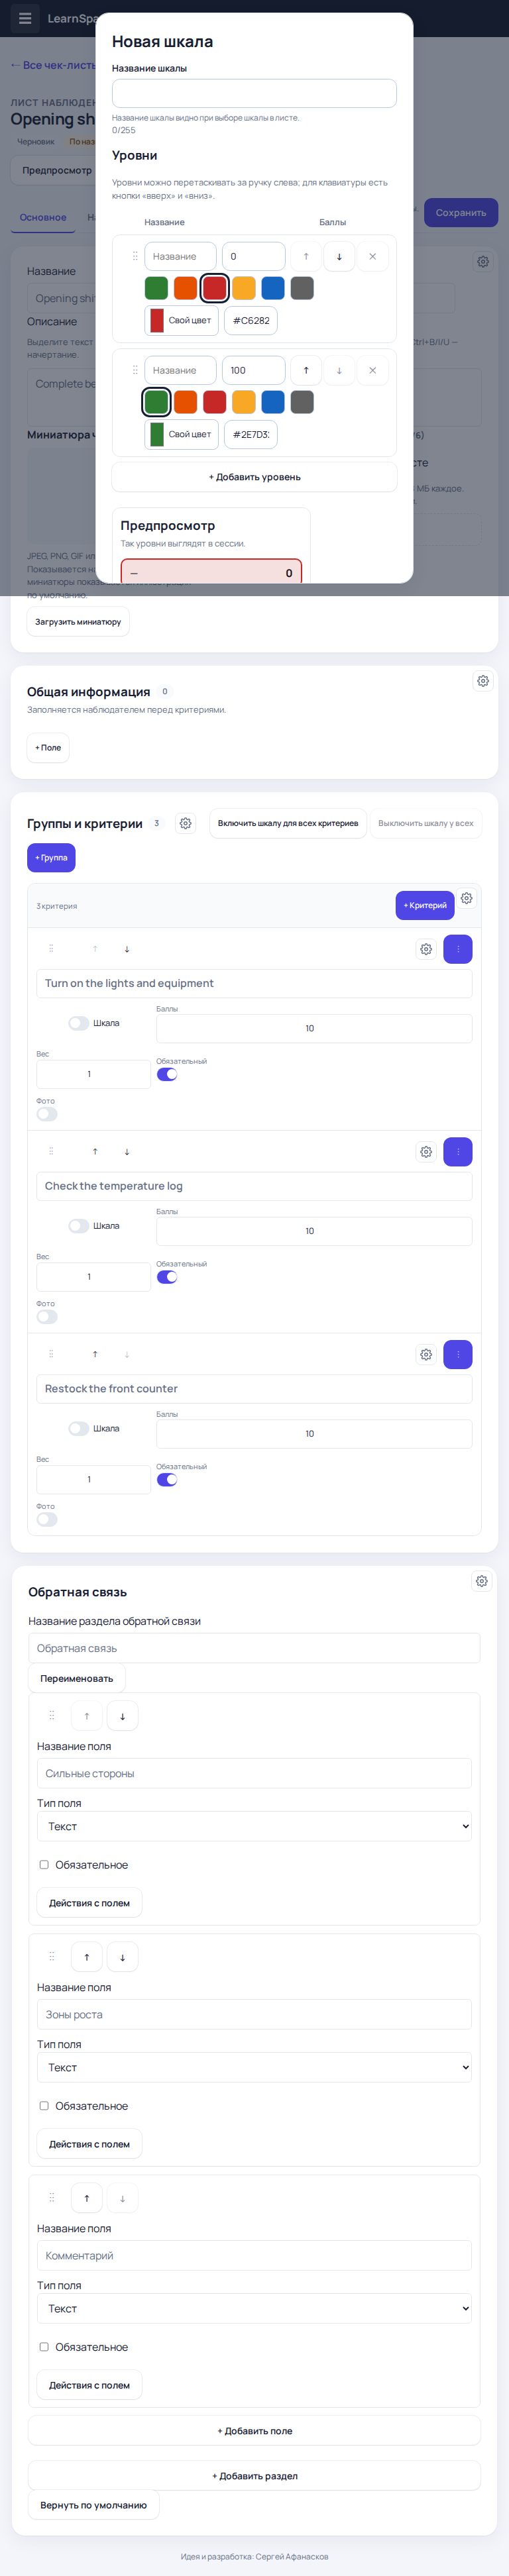 LearnSpa
← Все чек-листы
ЛИСТ НАБЛЮДЕН
Opening sh
Черновик
По наз
Предпросмотр
Основное
Сохранить
Название
Opening shif
Описание
Выделите текст
Ctrl+B/I/U —
начертание.
Complete be
Миниатюра ч
JPEG, PNG, GIF ил
Показывается н
миниатюры показы
по умолчанию.
Загрузить миниатюру
Новая шкала
Название шкалы
Название шкалы видно при выборе шкалы в листе.
0/255
Уровни
Уровни можно перетаскивать за ручку слева; для клавиатуры есть
кнопки «вверх» и «вниз».
Название Баллы
Название 0 ↑ ↓ ×
Свой цвет #C6282
Название 100 ↑ ↓ ×
Свой цвет #2E7D3
+ Добавить уровень
Предпросмотр
Так уровни выглядят в сессии.
— 0
Общая информация 0
Заполняется наблюдателем перед критериями.
+ Поле
Группы и критерии 3
Включить шкалу для всех критериев
Выключить шкалу у всех
+ Группа
3 критерия
+ Критерий
↑ ↓
Turn on the lights and equipment
Шкала
Баллы
10
Вес
1
Обязательный
Фото
↑ ↓
Check the temperature log
Шкала
Баллы
10
Вес
1
Обязательный
Фото
↑ ↓
Restock the front counter
Шкала
Баллы
10
Вес
1
Обязательный
Фото
Обратная связь
Название раздела обратной связи
Обратная связь
Переименовать
↑ ↓
Название поля
Сильные стороны
Тип поля
Текст
Обязательное
Действия с полем
↑ ↓
Название поля
Зоны роста
Тип поля
Текст
Обязательное
Действия с полем
↑ ↓
Название поля
Комментарий
Тип поля
Текст
Обязательное
Действия с полем
+ Добавить поле
+ Добавить раздел
Вернуть по умолчанию
Идея и разработка: Сергей Афанасков